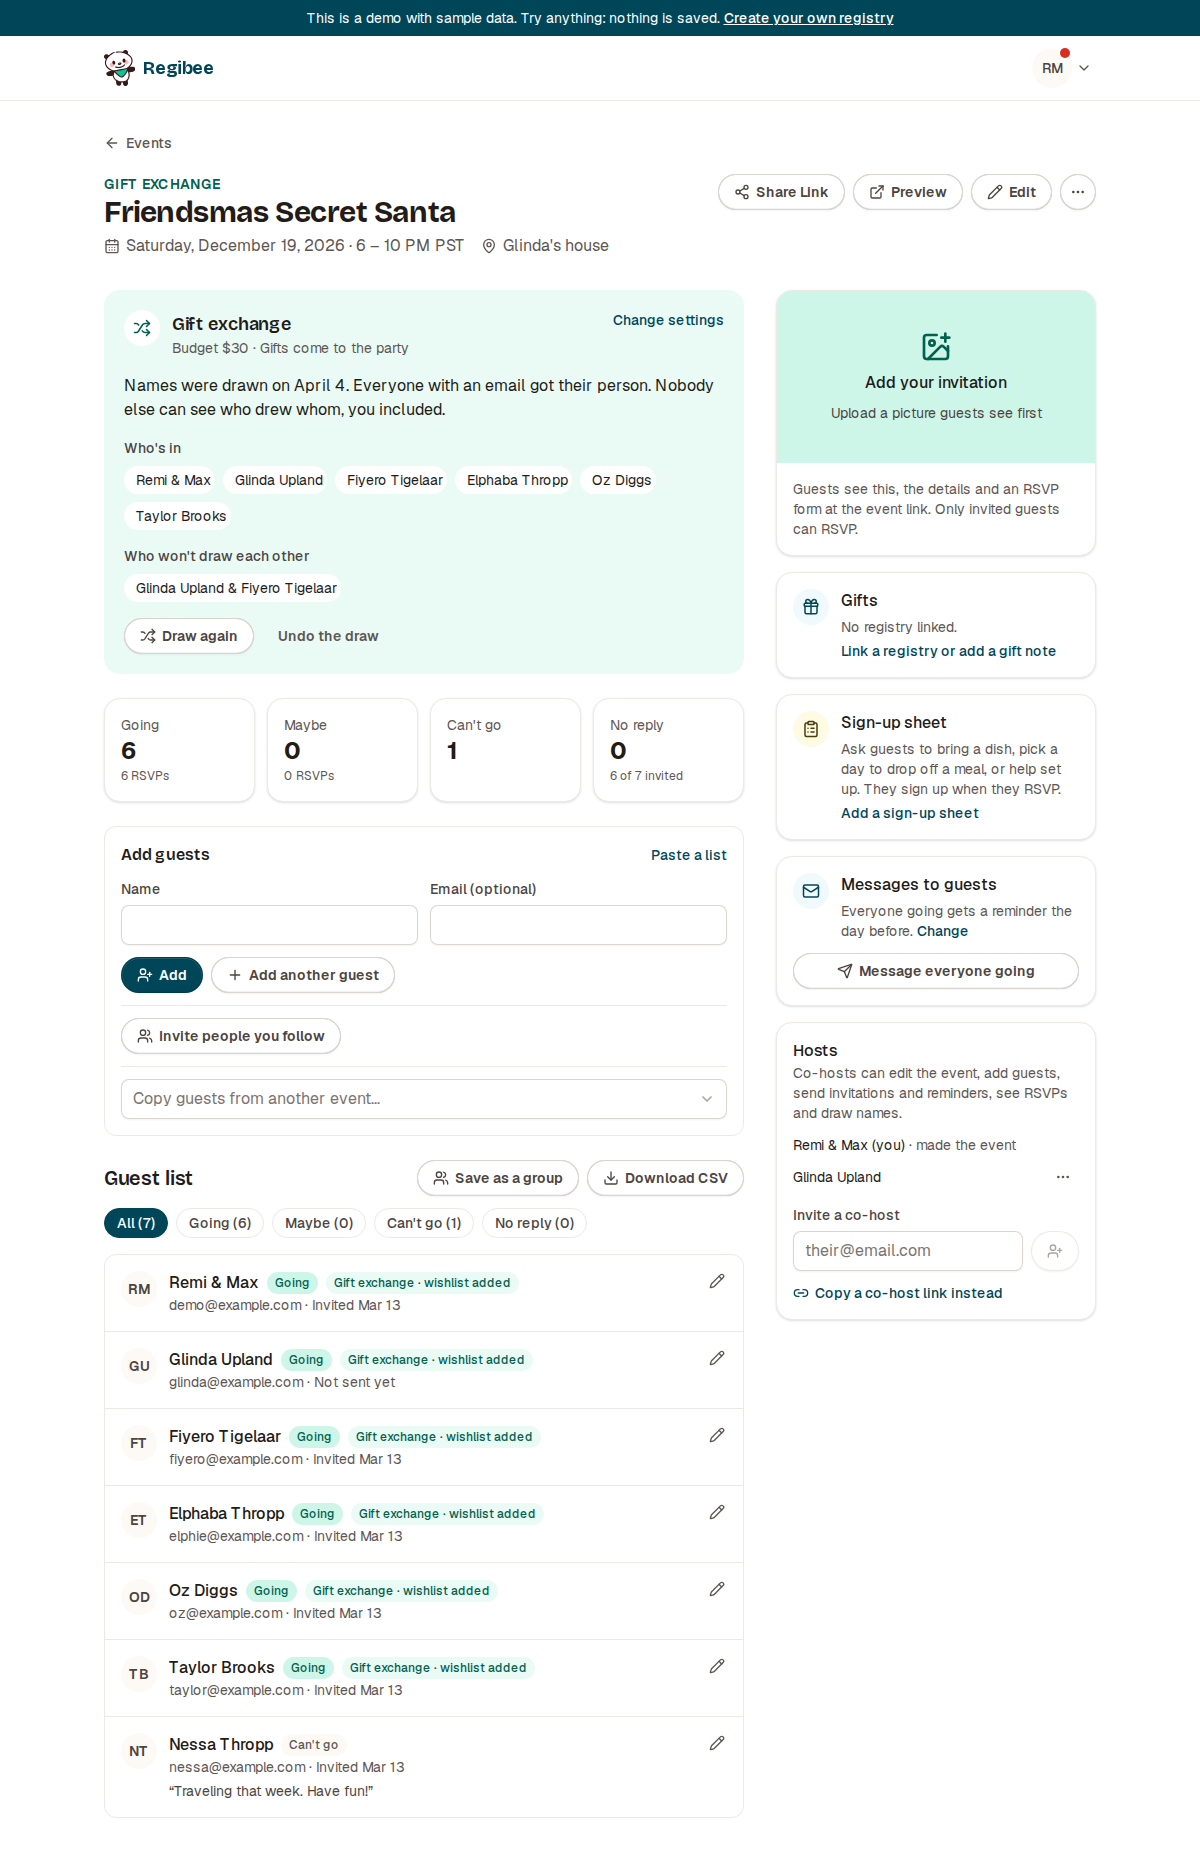 This is a demo with sample data. Try anything: nothing is saved. Create your own registry
Regibee
RM
Events
GIFT EXCHANGE
Friendsmas Secret Santa
Saturday, December 19, 2026 · 6 – 10 PM PST
Glinda's house
Share Link
Preview
Edit
Gift exchange
Change settings
Budget $30 · Gifts come to the party
Names were drawn on April 4. Everyone with an email got their person. Nobody
else can see who drew whom, you included.
Who's in
Remi & Max
Glinda Upland
Fiyero Tigelaar
Elphaba Thropp
Oz Diggs
Taylor Brooks
Who won't draw each other
Glinda Upland & Fiyero Tigelaar
Draw again
Undo the draw
Going
6
6 RSVPs
Maybe
0
0 RSVPs
Can't go
1
No reply
0
6 of 7 invited
Add guests
Paste a list
Name
Email (optional)
Add
Add another guest
Invite people you follow
Copy guests from another event...
Guest list
Save as a group
Download CSV
All (7)
Going (6)
Maybe (0)
Can't go (1)
No reply (0)
RM
Remi & Max
Going
Gift exchange · wishlist added
demo@example.com · Invited Mar 13
GU
Glinda Upland
Going
Gift exchange · wishlist added
glinda@example.com · Not sent yet
FT
Fiyero Tigelaar
Going
Gift exchange · wishlist added
fiyero@example.com · Invited Mar 13
ET
Elphaba Thropp
Going
Gift exchange · wishlist added
elphie@example.com · Invited Mar 13
OD
Oz Diggs
Going
Gift exchange · wishlist added
oz@example.com · Invited Mar 13
TB
Taylor Brooks
Going
Gift exchange · wishlist added
taylor@example.com · Invited Mar 13
NT
Nessa Thropp
Can't go
nessa@example.com · Invited Mar 13
“Traveling that week. Have fun!”
Add your invitation
Upload a picture guests see first
Guests see this, the details and an RSVP
form at the event link. Only invited guests
can RSVP.
Gifts
No registry linked.
Link a registry or add a gift note
Sign-up sheet
Ask guests to bring a dish, pick a
day to drop off a meal, or help set
up. They sign up when they RSVP.
Add a sign-up sheet
Messages to guests
Everyone going gets a reminder the
day before. Change
Message everyone going
Hosts
Co-hosts can edit the event, add guests,
send invitations and reminders, see RSVPs
and draw names.
Remi & Max (you) · made the event
Glinda Upland
Invite a co-host
their@email.com
Copy a co-host link instead